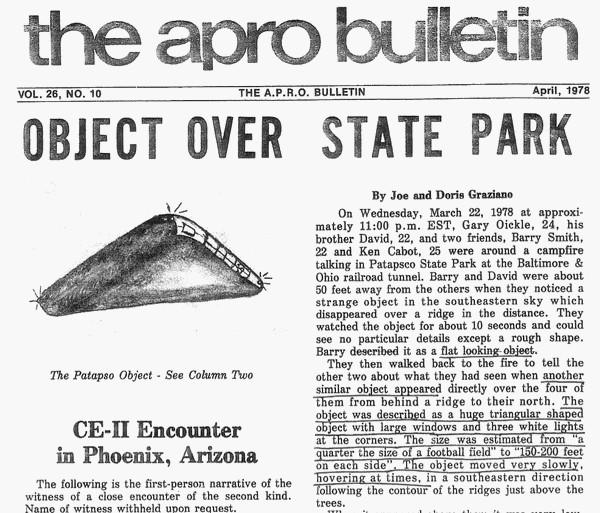 the apro bulletin
VOL. 26, NO. 10 THE A.P.R.O. BULLETIN April, 1978
OBJECT OVER STATE PARK
The Patapso Object - See Column Two
CE-II Encounter
in Phoenix, Arizona
The following is the first-person narrative of the
witness of a close encounter of the second kind.
Name of witness withheld upon request.
By Joe and Doris Graziano
On Wednesday, March 22, 1978 at approxi-
mately 11:00 p.m. EST, Gary Oickle, 24, his
brother David, 22, and two friends, Barry Smith,
22 and Ken Cabot, 25 were around a campfire
talking in Patapsco State Park at the Baltimore &
Ohio railroad tunnel. Barry and David were about
50 feet away from the others when they noticed a
strange object in the southeastern sky which
disappeared over a ridge in the distance. They
watched the object for about 10 seconds and could
see no particular details except a rough shape.
Barry described it as a flat looking object.
They then walked back to the fire to tell the
other two about what they had seen when another
similar object appeared directly over the four of
them from behind a ridge to their north. The
object was described as a huge triangular shaped
object with large windows and three white lights
at the corners. The size was estimated from "a
quarter the size of a football field" to "150-200 feet
on each side". The object moved very slowly,
hovering at times, in a southeastern direction
following the contour of the ridges just above the
trees.